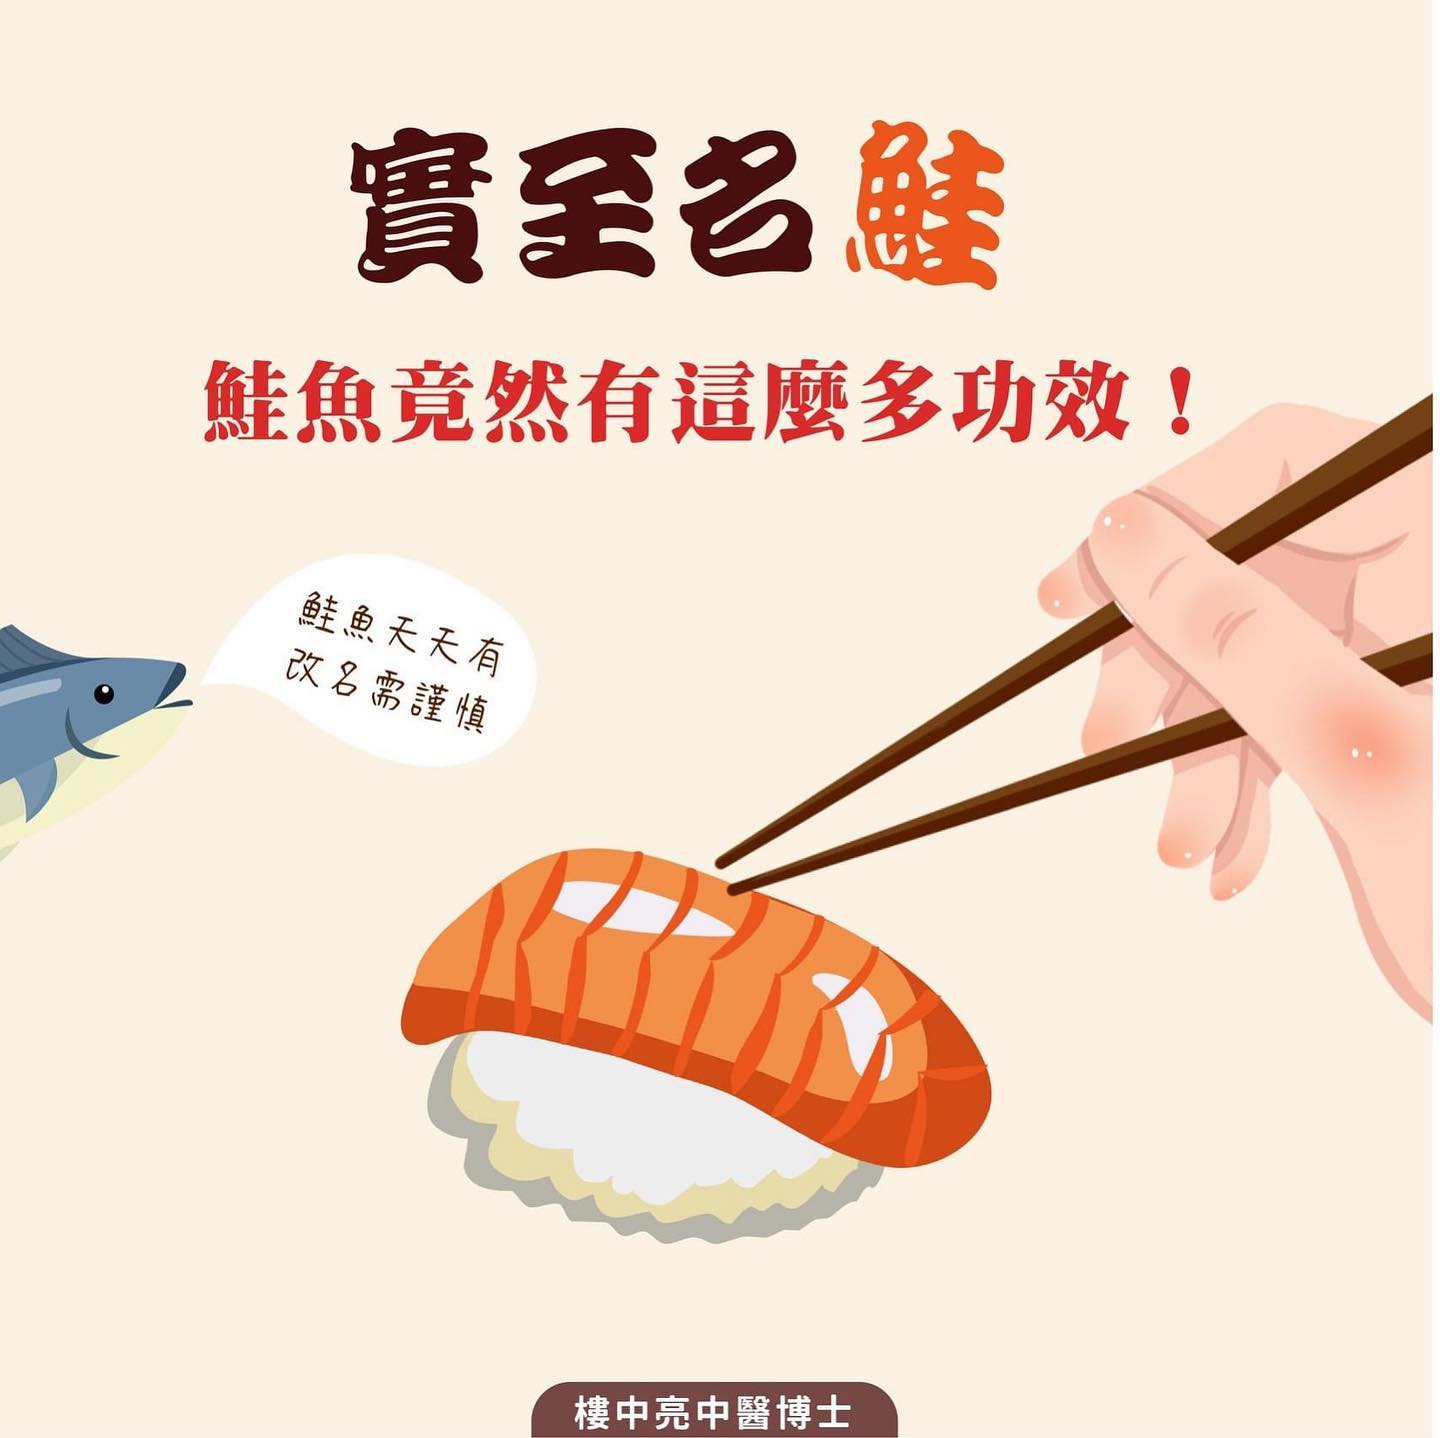 實至名鮭
鮭魚竟然有這麼多功效！
鮭魚天天有
改名需謹慎
樓中亮中醫博士